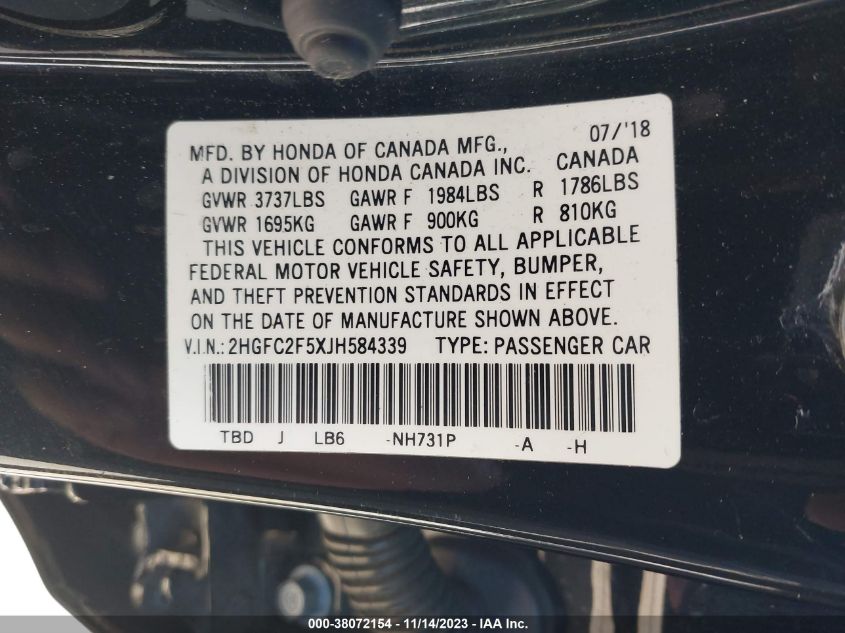 07/'18
MFD. BY HONDA OF CANADA MFG.,
A DIVISION OF HONDA CANADA INC. CANADA
GVWR 3737LBS GAWR F 1984LBS R 1786LBS
GVWR 1695KG GAWR F 900KG R 810KG
THIS VEHICLE CONFORMS TO ALL APPLICABLE
FEDERAL MOTOR VEHICLE SAFETY, BUMPER,
AND THEFT PREVENTION STANDARDS IN EFFECT
ON THE DATE OF MANUFACTURE SHOWN ABOVE.
V.I.N.: 2HGFC2F5XJH584339 TYPE: PASSENGER CAR
TBD J LB6 -NH731P -A -H
000-38072154 - 11/14/2023 - IAA Inc.